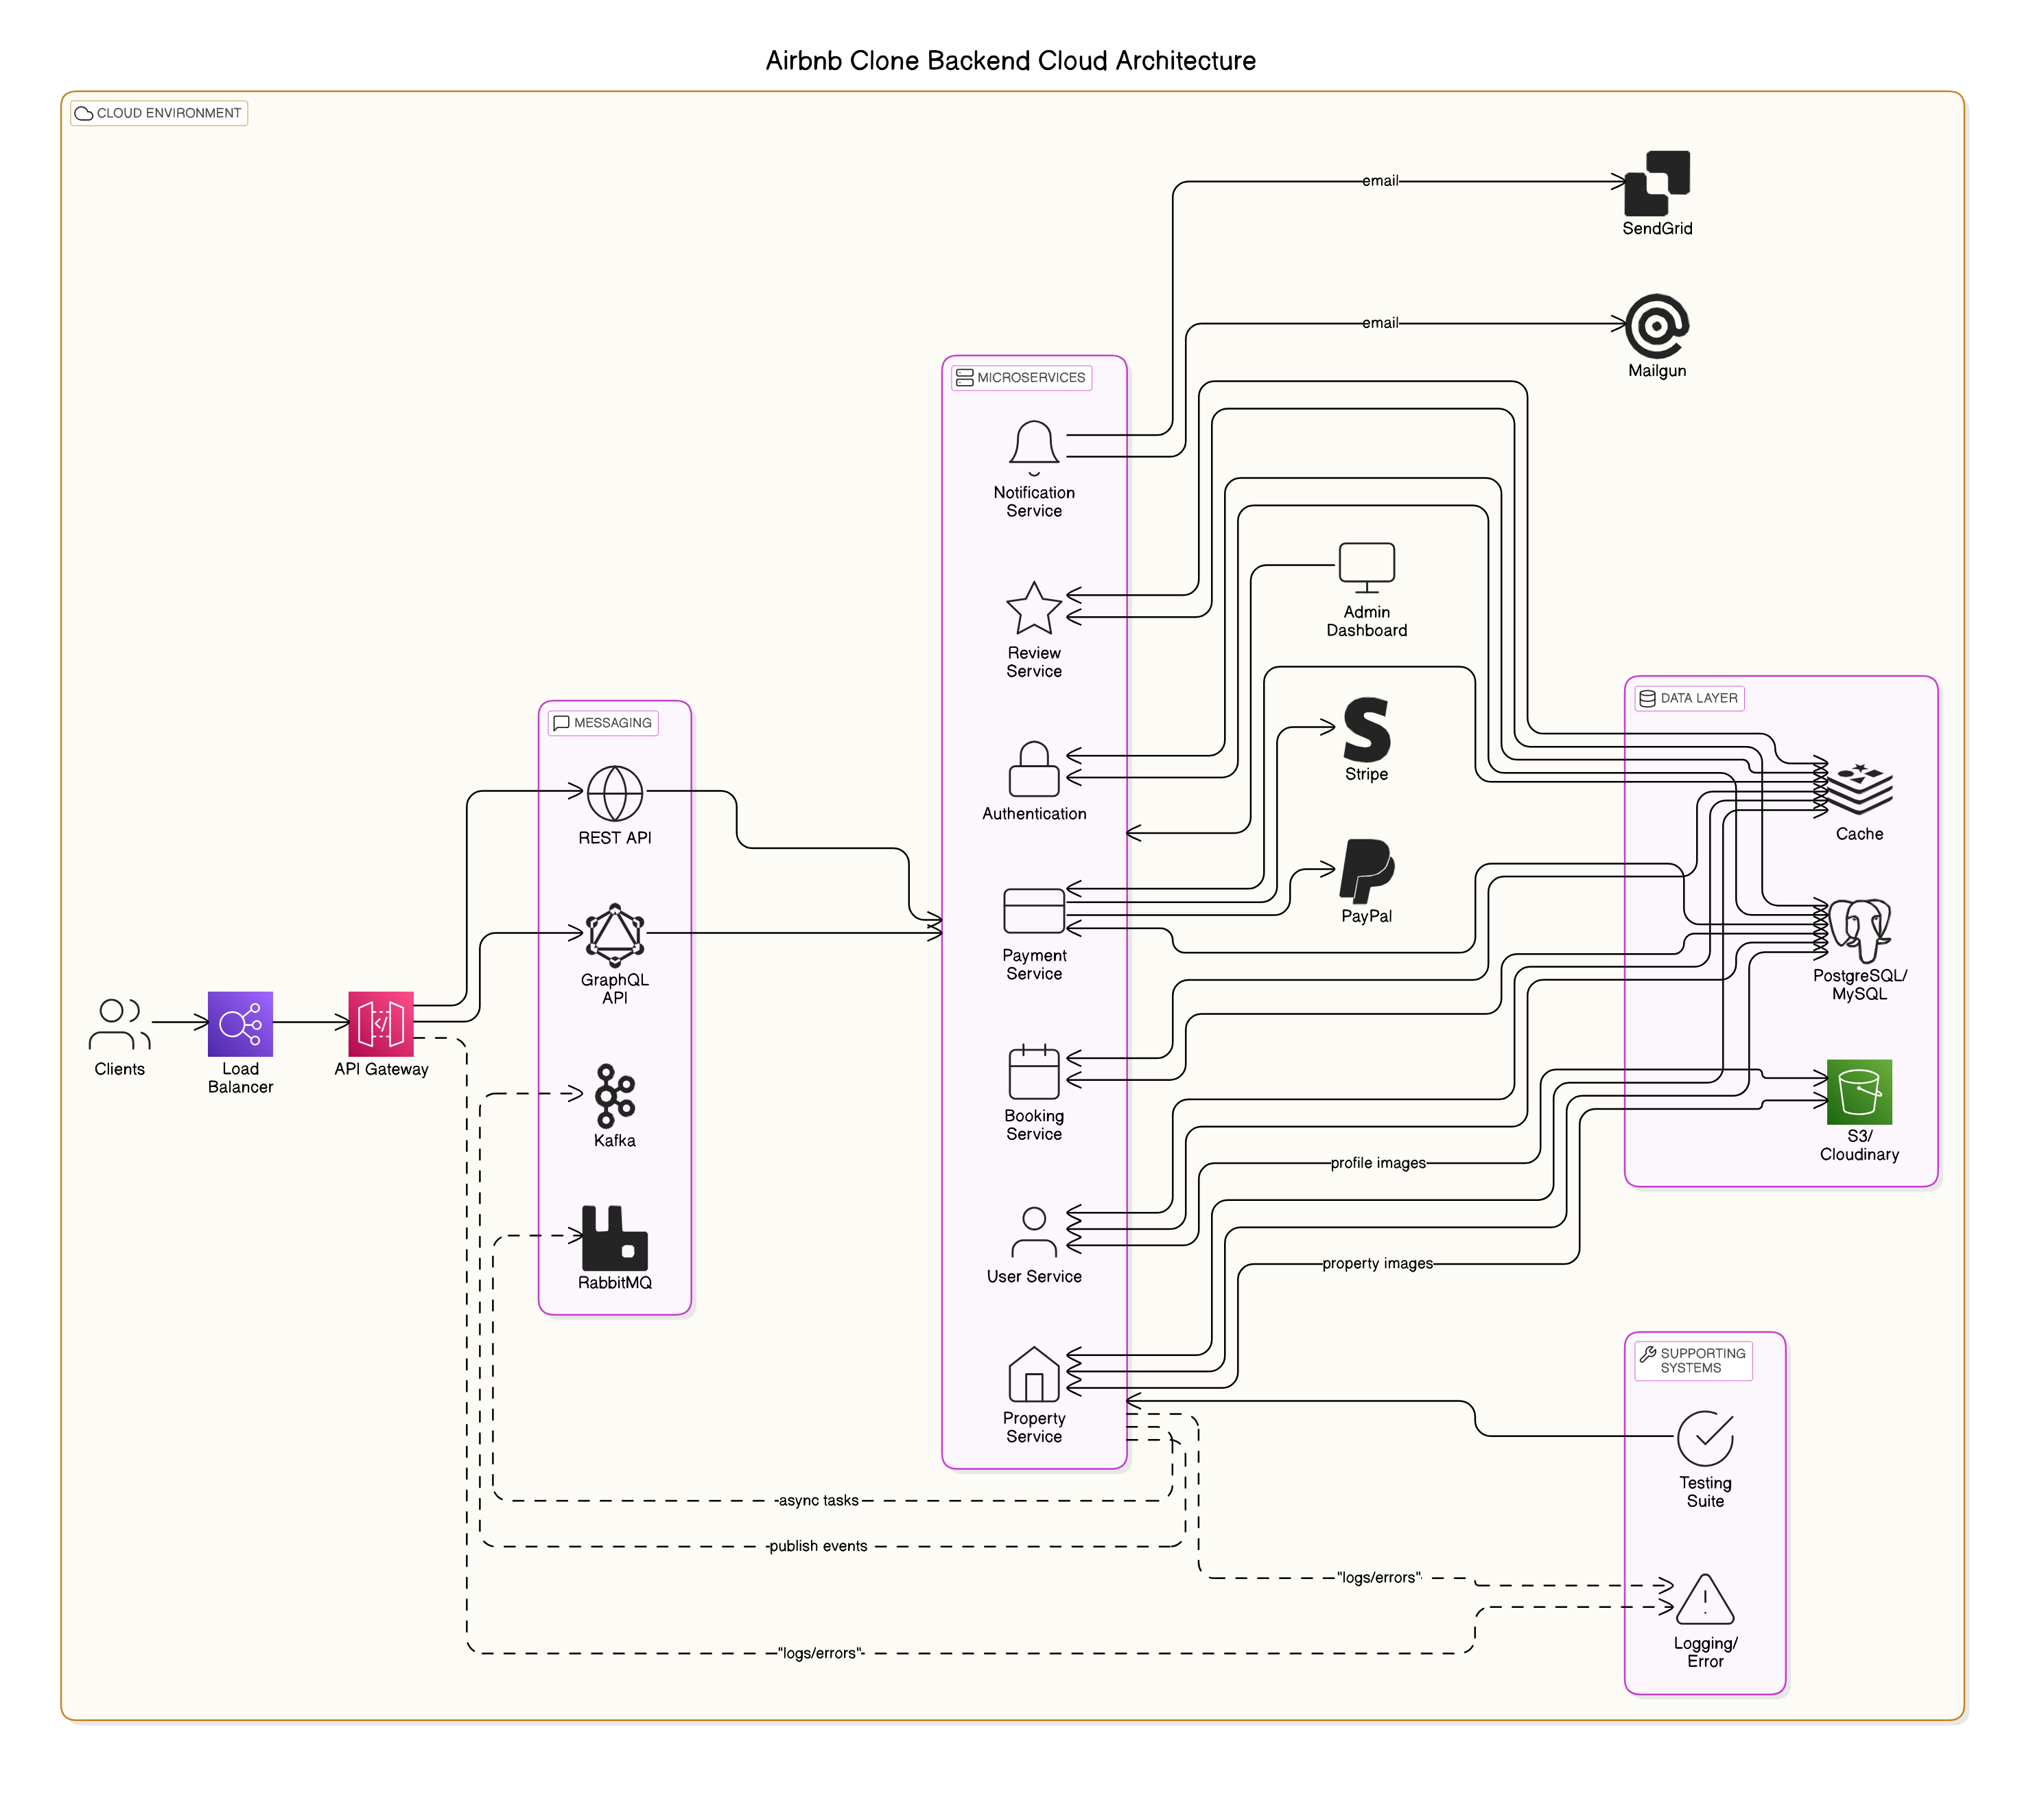 Airbnb Clone Backend Cloud Architecture
CLOUD ENVIRONMENT
email
SendGrid
email
Mailgun
MICROSERVICES
Notification
Service
Admin
Dashboard
Review
Service
DATA LAYER
MESSAGING
Stripe
Authentication
REST API
Cache
PayPal
Payment
Service
GraphQL
API
PostgreSQL/
MySQL
Clients
Load
Balancer
API Gateway
Kafka
Booking
Service
S3/
Cloudinary
profile images
RabbitMQ
User Service
property images
SUPPORTING
SYSTEMS
Property
Service
Testing
Suite
async tasks
publish events
"logs/errors"
Logging/
Error
"logs/errors"